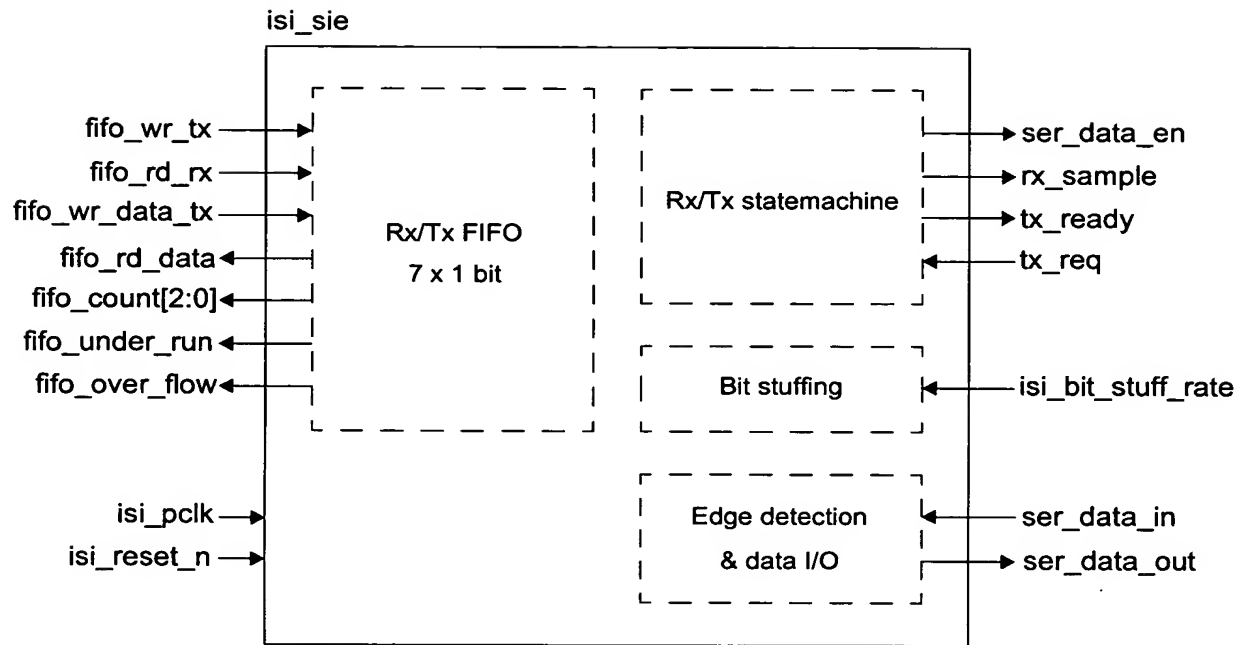 isi_sie
fifo_wr_tx
fifo_rd_rx
fifo_wr_data_tx
fifo_rd_data
fifo_count[2:0]
fifo_under_run
fifo_over_flow
isi_pclk
isi_reset_n
Rx/Tx FIFO
7 x 1 bit
Rx/Tx statemachine
Bit stuffing
Edge detection
& data I/O
ser_data_en
rx_sample
tx_ready
tx_req
isi_bit_stuff_rate
ser_data_in
ser_data_out